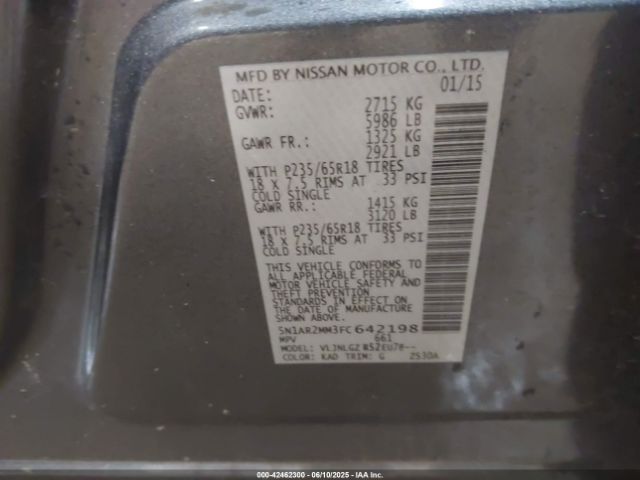 MFD BY NISSAN MOTOR CO., LTD.
DATE: 01/15
GVWR: 2715 KG
5986 LB
GAWR FR.: 1325 KG
2921 LB
WITH P235/65R18 TIRES
18 X 7.5 RIMS AT 33 PSI
COLD SINGLE
GAWR RR.: 1415 KG
3120 LB
WITH P235/65R18 TIRES
18 X 7.5 RIMS AT 33 PSI
COLD SINGLE
THIS VEHICLE CONFORMS TO
ALL APPLICABLE FEDERAL
MOTOR VEHICLE SAFETY AND
THEFT PREVENTION
STANDARDS IN EFFECT ON
DATE SHOWN ABOVE.
5N1AR2MM3FC642198
MPV 661
MODEL:
COLOR: KAD TRIM: G 2530A
000-42462300 - 06/10/2025 - IAA Inc.